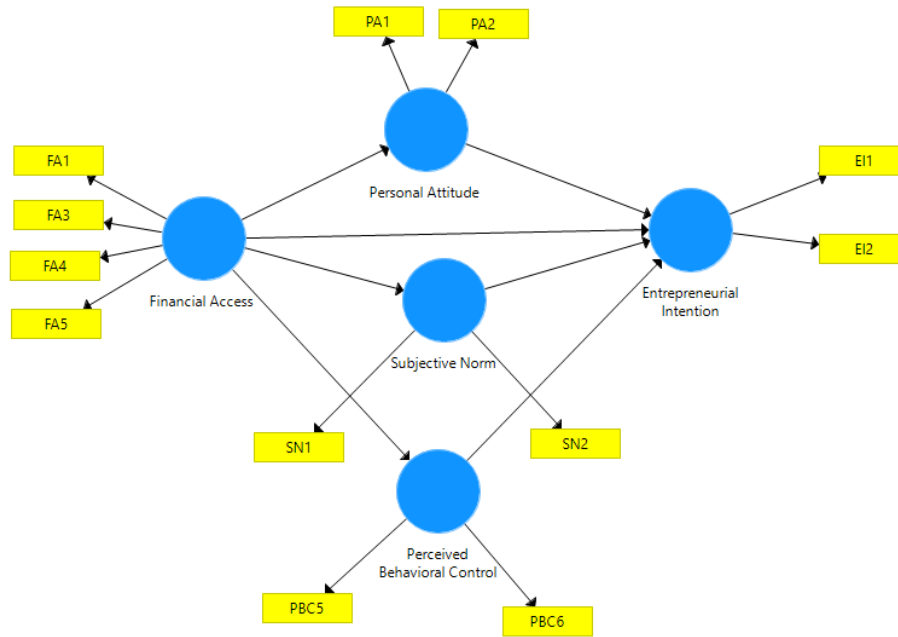 PA1
PA2
FA1
EI1
Personal Attitude
FA3
FA4
EI2
Financial Access
Entrepreneurial
Intention
FA5
Subjective Norm
SN1
SN2
Perceived
Behavioral Control
PBC5
PBC6